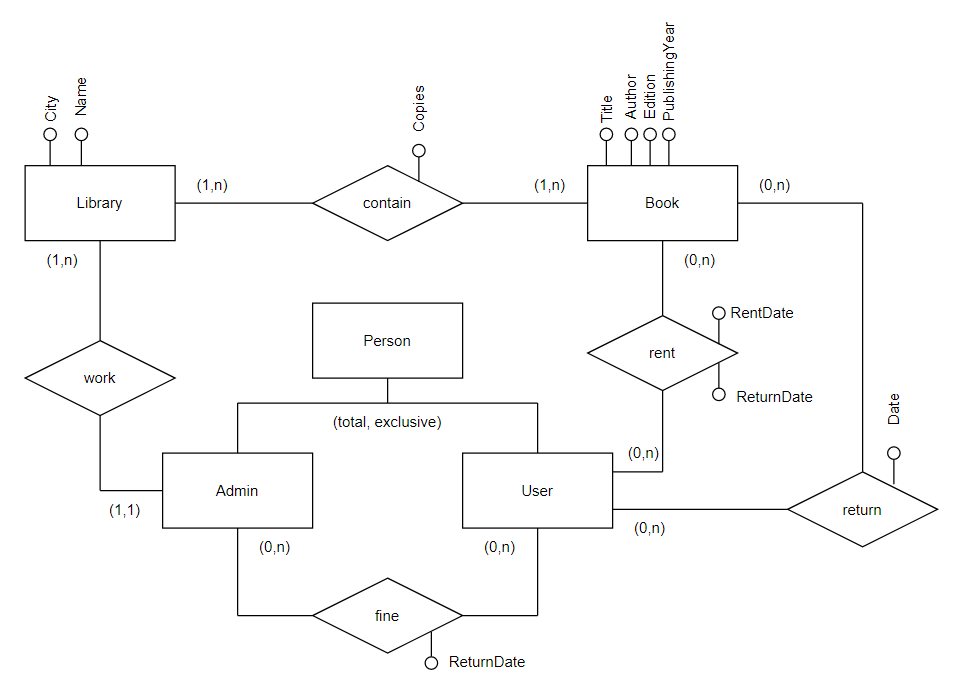 City
Name
Copies
Title
Author
Edition
PublishingYear
Library
(1,n)
contain
(1,n)
Book
(0,n)
(1,n)
(0,n)
Person
RentDate
rent
work
ReturnDate
(total, exclusive)
Date
(0,n)
Admin
User
(1,1)
(0,n)
return
(0,n)
(0,n)
fine
ReturnDate